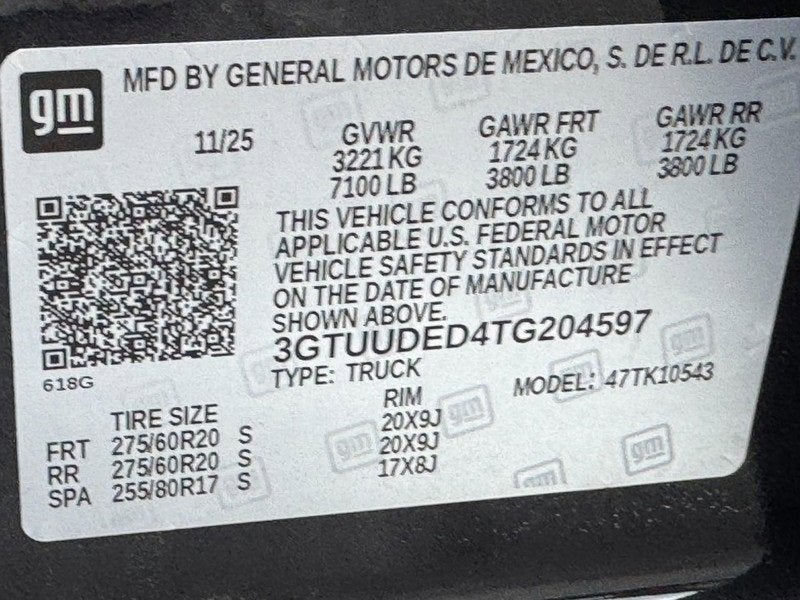 gm
MFD BY GENERAL MOTORS DE MEXICO, S. DE R.L. DE C.V.
11/25 GVWR GAWR FRT GAWR RR
3221 KG 1724 KG 1724 KG
7100 LB 3800 LB 3800 LB
THIS VEHICLE CONFORMS TO ALL
APPLICABLE U.S. FEDERAL MOTOR
VEHICLE SAFETY STANDARDS IN EFFECT
ON THE DATE OF MANUFACTURE
SHOWN ABOVE.
3GTUUDED4TG204597
618G
TYPE: TRUCK MODEL: 47TK10543
TIRE SIZE RIM
FRT 275/60R20 S 20X9J
RR 275/60R20 S 20X9J
SPA 255/80R17 S 17X8J